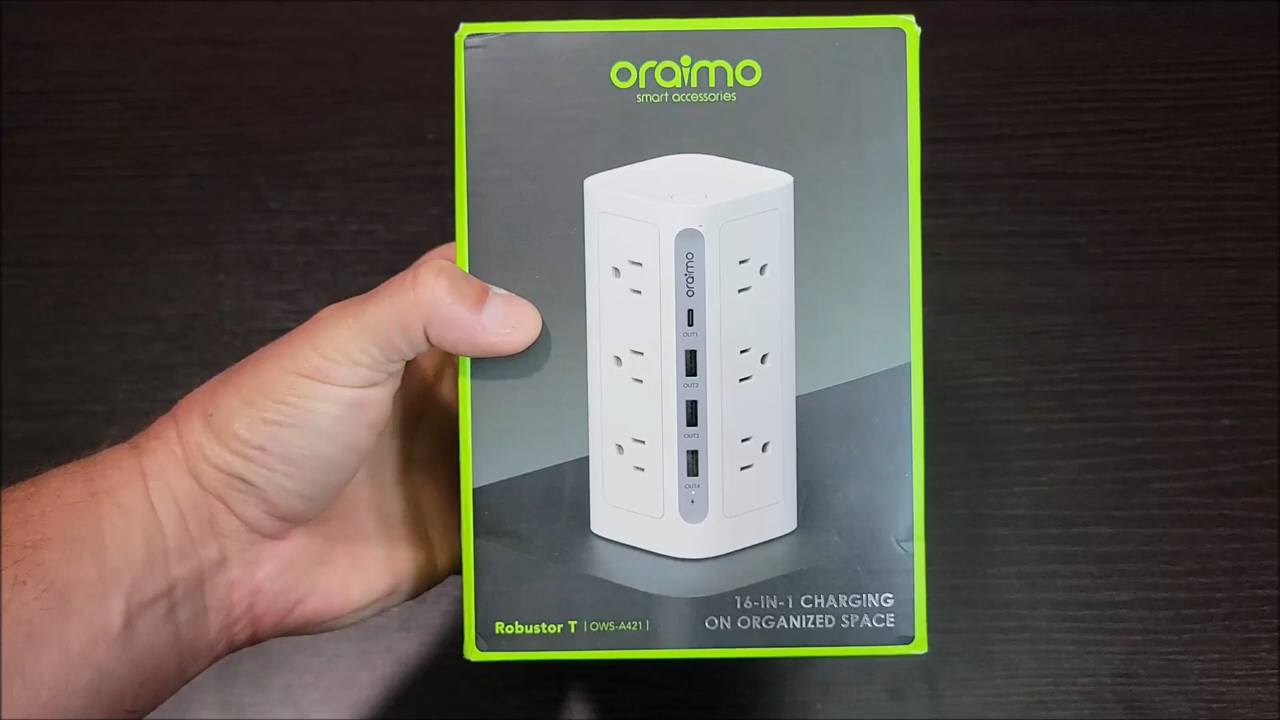 oraimo
smart accessories
oraimo
OUT1
OUT2
OUT3
OUT4
16-IN-1 CHARGING
ON ORGANIZED SPACE
Robustor T | OWS-A421 |